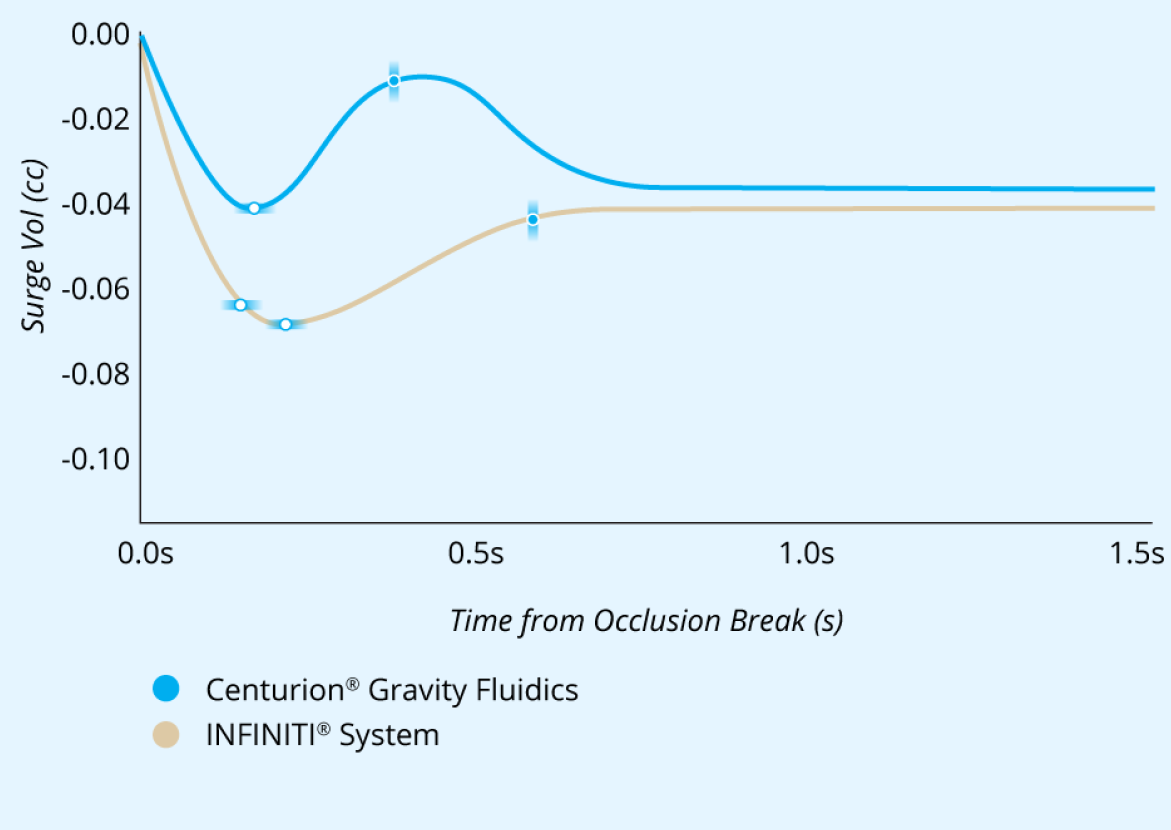 0.00
-0.02
-0.04
-0.06
-0.08
-0.10
Surge Vol (cc)
0.0s 0.5s 1.0s 1.5s
Time from Occlusion Break (s)
Centurion® Gravity Fluidics
INFINITI® System